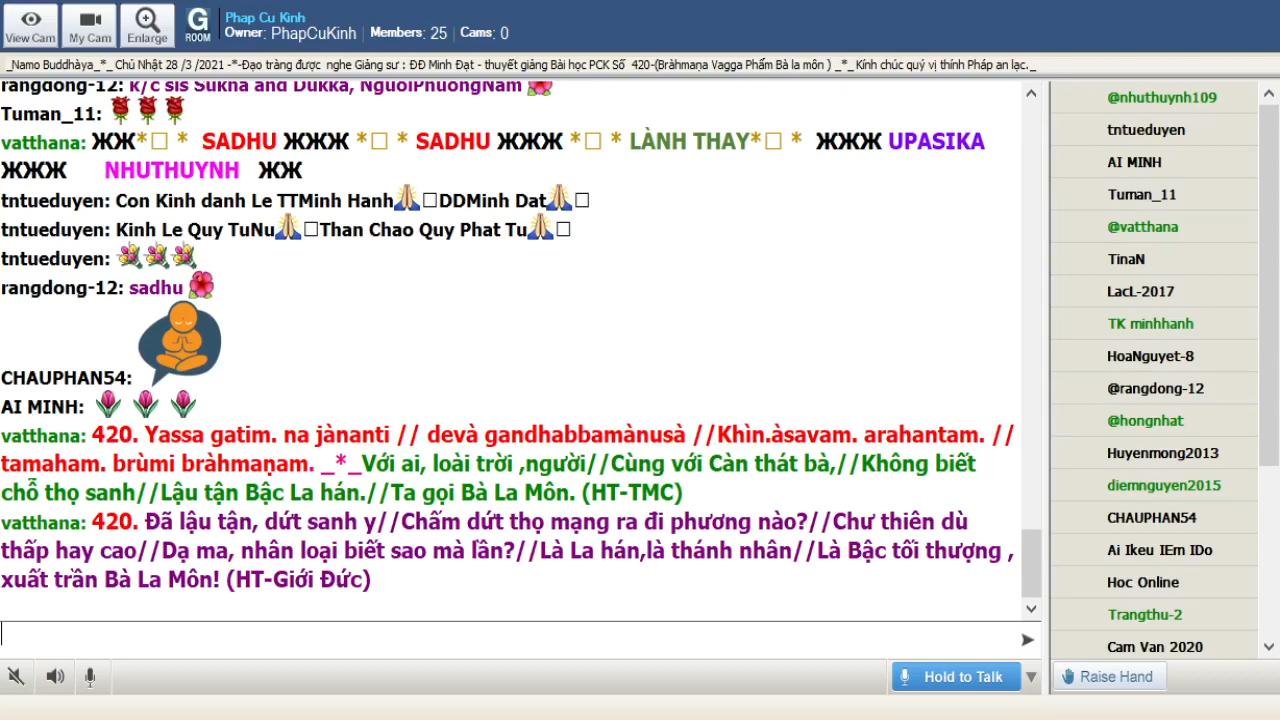 View Cam
My Cam
Enlarge
G
ROOM
Phap Cu Kinh
Owner: PhapCuKinh | Members: 25 | Cams: 0
_Namo Buddhàya_*_ Chủ Nhật 28 /3 /2021 -*-Đạo tràng được nghe Giảng sư : ĐĐ Minh Đạt - thuyết giảng Bài học PCK Số 420-(Bràhmaṇa Vagga Phẩm Bà la môn ) _*_ Kính chúc quý vị thính Pháp an lạc._
rangdong-12: k/c sis Sukha and Dukka, NguoiPhuongNam
Tuman_11:
vatthana: ЖЖ*□ * SADHU ЖЖЖ *□ * SADHU ЖЖЖ *□ * LÀNH THAY*□ * ЖЖЖ UPASIKA
ЖЖЖ NHUTHUYNH ЖЖ
tntueduyen: Con Kinh danh Le TTMinh Hanh🙏□DDMinh Dat🙏□
tntueduyen: Kinh Le Quy TuNu🙏□Than Chao Quy Phat Tu🙏□
tntueduyen:
rangdong-12: sadhu
CHAUPHAN54:
AI MINH:
vatthana: 420. Yassa gatim. na jànanti // devà gandhabbamànusà //Khìn.àsavam. arahantam. //
tamaham. brùmi bràhmaṇam. _*_Với ai, loài trời ,người//Cùng với Càn thát bà,//Không biết
chỗ thọ sanh//Lậu tận Bậc La hán.//Ta gọi Bà La Môn. (HT-TMC)
vatthana: 420. Đã lậu tận, dứt sanh y//Chấm dứt thọ mạng ra đi phương nào?//Chư thiên dù
thấp hay cao//Dạ ma, nhân loại biết sao mà lần?//Là La hán,là thánh nhân//Là Bậc tối thượng ,
xuất trần Bà La Môn! (HT-Giới Đức)
Hold to Talk
@nhuthuynh109
tntueduyen
AI MINH
Tuman_11
@vatthana
TinaN
LacL-2017
TK minhhanh
HoaNguyet-8
@rangdong-12
@hongnhat
Huyenmong2013
diemnguyen2015
CHAUPHAN54
Ai Ikeu IEm IDo
Hoc Online
Trangthu-2
Cam Van 2020
Raise Hand